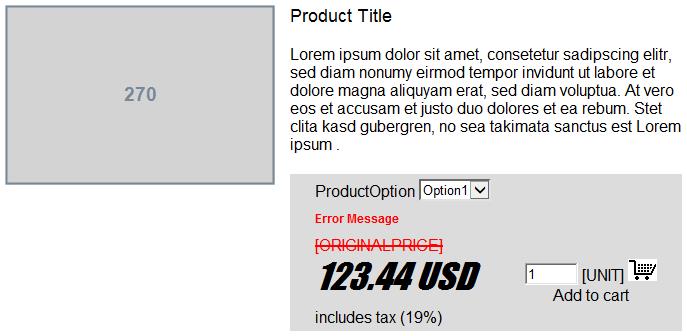 Product Title
270
Lorem ipsum dolor sit amet, consetetur sadipscing elitr,
sed diam nonumy eirmod tempor invidunt ut labore et
dolore magna aliquyam erat, sed diam voluptua. At vero
eos et accusam et justo duo dolores et ea rebum. Stet
clita kasd gubergren, no sea takimata sanctus est Lorem
ipsum .
ProductOption Option1
Error Message
[ORIGINALPRICE]
123.44 USD
1 [UNIT]
Add to cart
includes tax (19%)